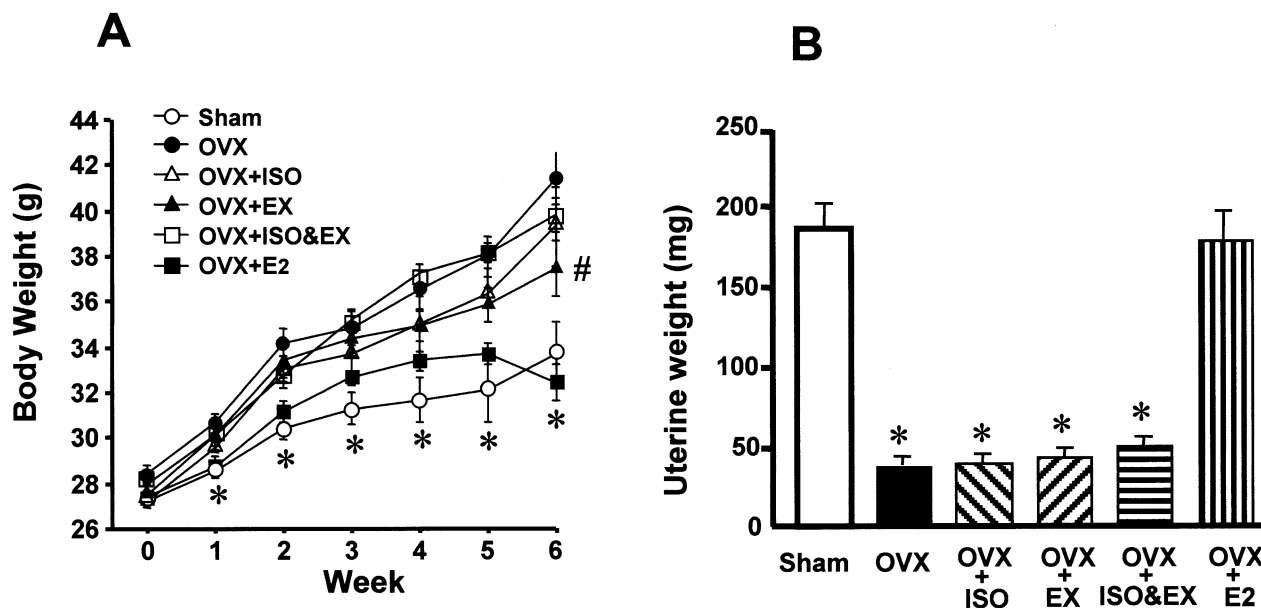 A
Body Weight (g)
44
42
40
38
36
34
32
30
28
26
Sham
OVX
OVX+ISO
OVX+EX
OVX+ISO&EX
OVX+E2
#
*
*
*
*
*
*
0 1 2 3 4 5 6
Week
B
Uterine weight (mg)
250
200
150
100
50
0
* * * *
Sham
OVX
OVX
+
ISO
OVX
+
EX
OVX
+
ISO&EX
OVX
+
E2